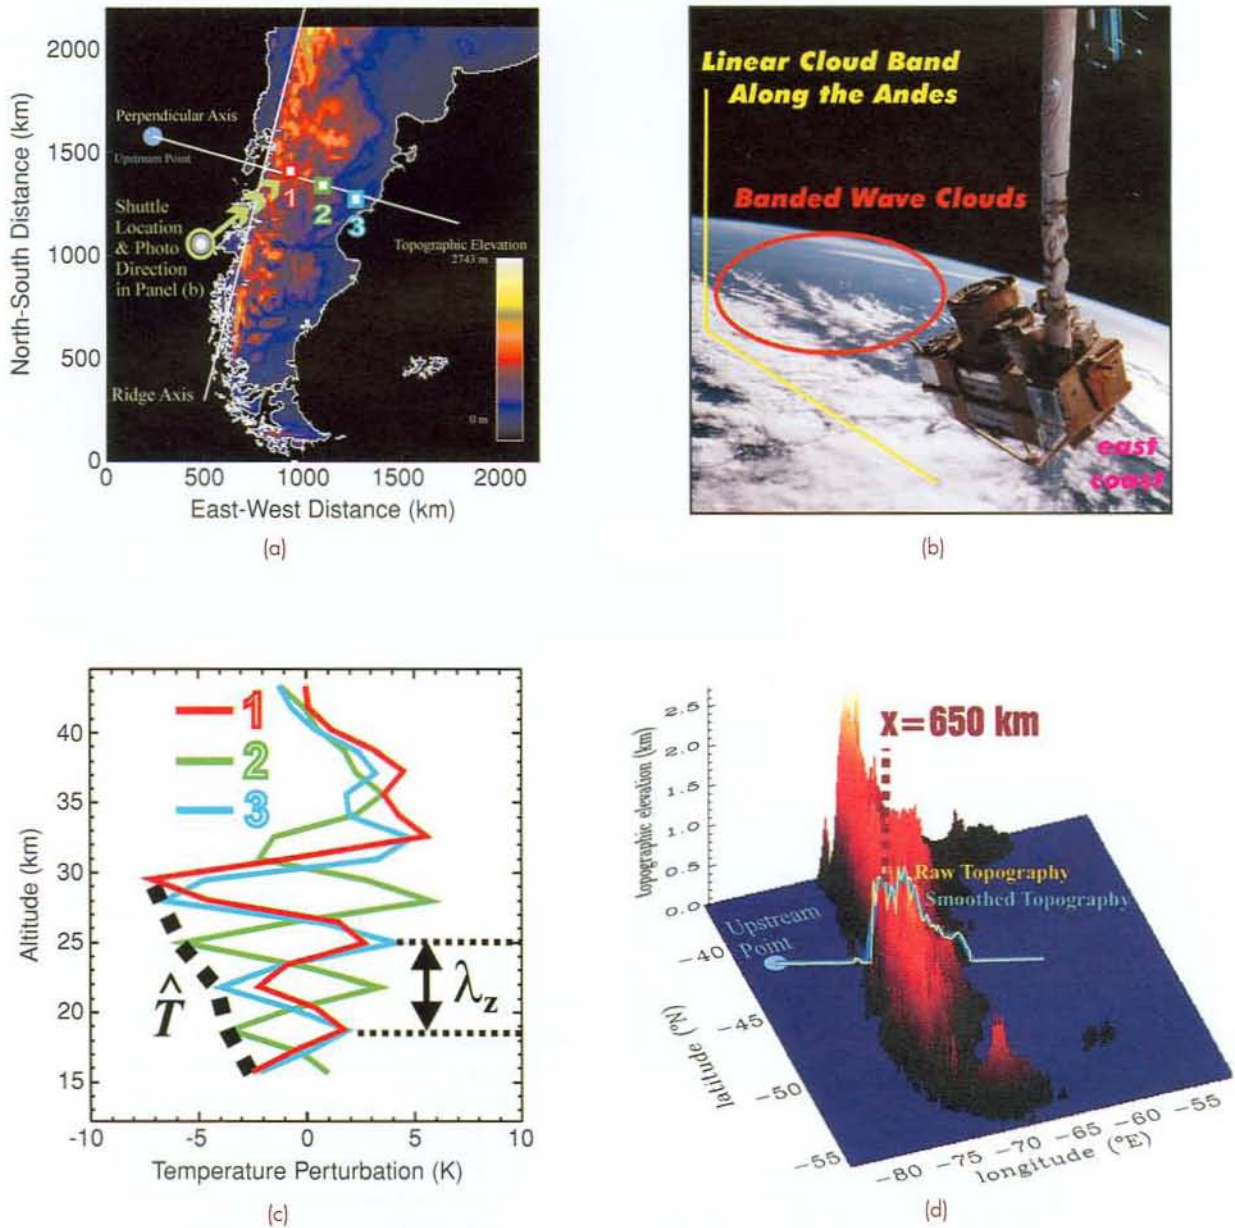 2000
1500
1000
500
0
North-South Distance (km)
Perpendicular Axis
Upstream Point
1
2
3
Shuttle
Location
& Photo
Direction
in Panel (b)
Topographic Elevation
2743 m
0 m
Ridge Axis
0 500 1000 1500 2000
East-West Distance (km)
(a)
Linear Cloud Band
Along the Andes
Banded Wave Clouds
east
coast
(b)
1
2
3
40
35
30
25
20
15
Altitude (km)
T̂
λz
-10 -5 0 5 10
Temperature Perturbation (K)
(c)
x=650 km
2.5
2.0
1.5
1.0
0.5
0.0
topographic elevation (km)
Raw Topography
Smoothed Topography
Upstream
Point
-40
-45
-50
-55
latitude (°N)
-80 -75 -70 -65 -60 -55
longitude (°E)
(d)